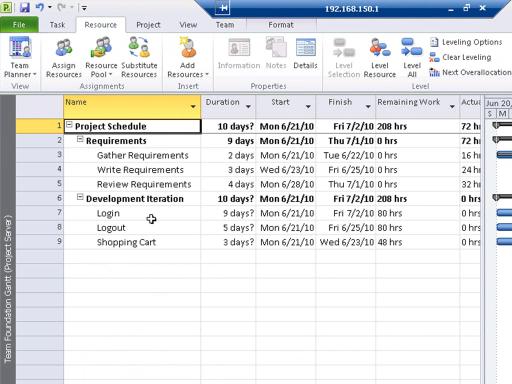 192.168.150.1
File Task Resource Project View Team Format
Team Planner
Assign Resources
Resource Pool
Substitute Resources
Add Resources
Information
Notes
Details
Level Selection
Level Resource
Level All
Leveling Options
Clear Leveling
Next Overallocation
View Assignments Insert Properties Level
Name Duration Start Finish Remaining Work Actua Jun 20,
S M
1 Project Schedule 10 days? Mon 6/21/10 Fri 7/2/10 208 hrs 72 h
2 Requirements 9 days Mon 6/21/10 Thu 7/1/10 0 hrs 72 h
3 Gather Requirements 2 days Mon 6/21/10 Tue 6/22/10 0 hrs 16 h
4 Write Requirements 3 days Wed 6/23/10 Fri 6/25/10 0 hrs 24 h
5 Review Requirements 4 days Mon 6/28/10 Thu 7/1/10 0 hrs 32 h
6 Development Iteration 10 days? Mon 6/21/10 Fri 7/2/10 208 hrs 0 hrs
7 Login 9 days? Mon 6/21/10 Fri 7/2/10 80 hrs 0 hrs
8 Logout 5 days? Mon 6/21/10 Fri 6/25/10 80 hrs 0 hrs
9 Shopping Cart 3 days? Mon 6/21/10 Wed 6/23/10 48 hrs 0 hrs
Team Foundation Gantt (Project Server)